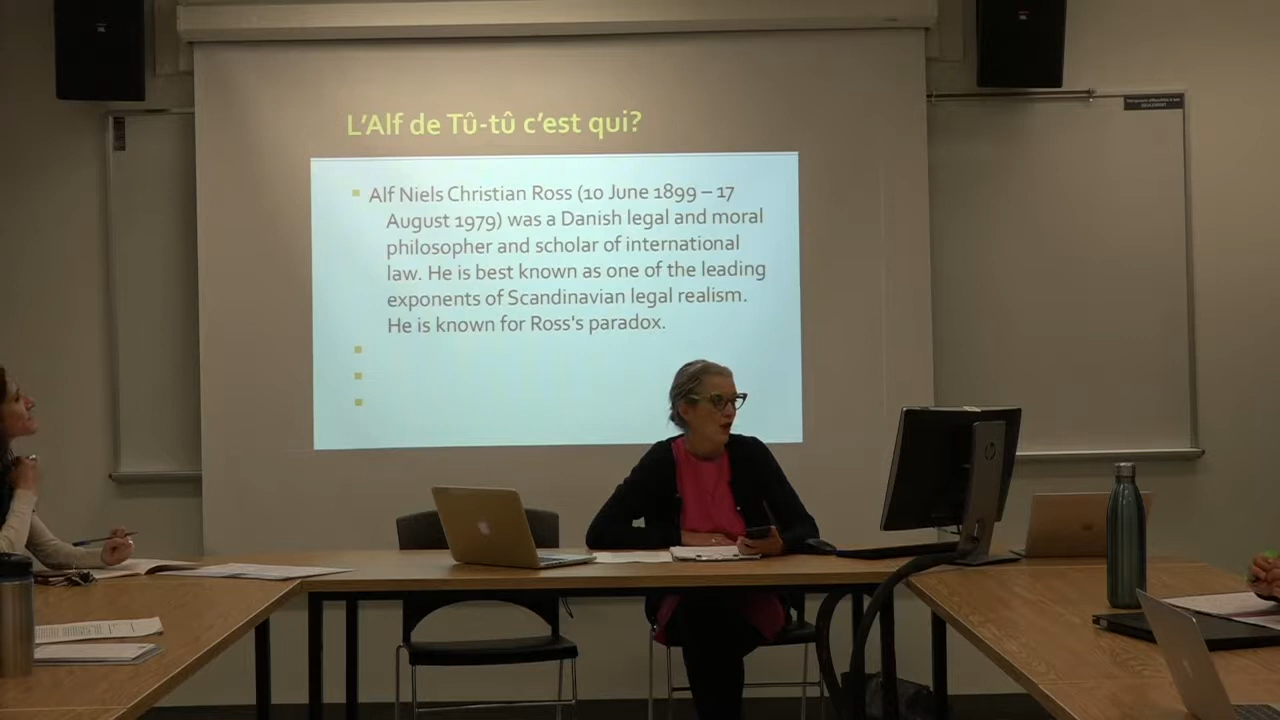 L'Alf de Tû-tû c'est qui?
Alf Niels Christian Ross (10 June 1899 – 17
August 1979) was a Danish legal and moral
philosopher and scholar of international
law. He is best known as one of the leading
exponents of Scandinavian legal realism.
He is known for Ross's paradox.